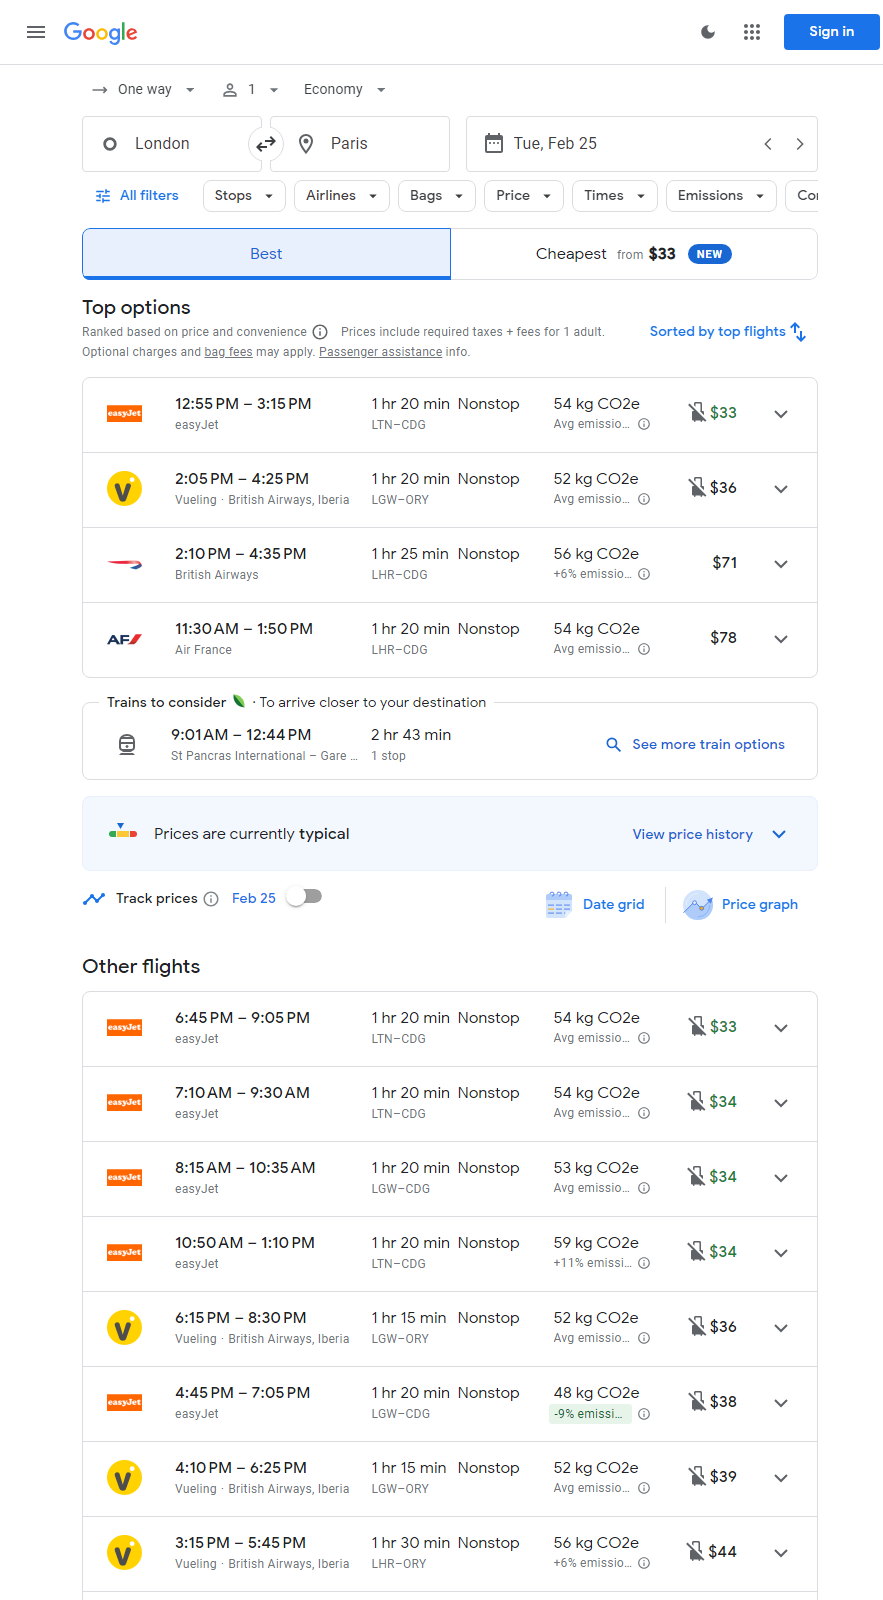 Google
Sign in
One way 1 Economy
London Paris Tue, Feb 25
All filters Stops Airlines Bags Price Times Emissions
Best Cheapest from $33 NEW
Top options
Ranked based on price and convenience Prices include required taxes + fees for 1 adult.
Optional charges and bag fees may apply. Passenger assistance info.
Sorted by top flights
easyJet 12:55 PM – 3:15 PM 1 hr 20 min Nonstop 54 kg CO2e $33
easyJet LTN–CDG Avg emissio...
2:05 PM – 4:25 PM 1 hr 20 min Nonstop 52 kg CO2e $36
Vueling · British Airways, Iberia LGW–ORY Avg emissio...
2:10 PM – 4:35 PM 1 hr 25 min Nonstop 56 kg CO2e $71
British Airways LHR–CDG +6% emissio...
AF 11:30 AM – 1:50 PM 1 hr 20 min Nonstop 54 kg CO2e $78
Air France LHR–CDG Avg emissio...
Trains to consider · To arrive closer to your destination
9:01 AM – 12:44 PM 2 hr 43 min See more train options
St Pancras International – Gare ... 1 stop
Prices are currently typical View price history
Track prices Feb 25 Date grid Price graph
Other flights
easyJet 6:45 PM – 9:05 PM 1 hr 20 min Nonstop 54 kg CO2e $33
easyJet LTN–CDG Avg emissio...
easyJet 7:10 AM – 9:30 AM 1 hr 20 min Nonstop 54 kg CO2e $34
easyJet LTN–CDG Avg emissio...
easyJet 8:15 AM – 10:35 AM 1 hr 20 min Nonstop 53 kg CO2e $34
easyJet LGW–CDG Avg emissio...
easyJet 10:50 AM – 1:10 PM 1 hr 20 min Nonstop 59 kg CO2e $34
easyJet LTN–CDG +11% emissi...
6:15 PM – 8:30 PM 1 hr 15 min Nonstop 52 kg CO2e $36
Vueling · British Airways, Iberia LGW–ORY Avg emissio...
easyJet 4:45 PM – 7:05 PM 1 hr 20 min Nonstop 48 kg CO2e $38
easyJet LGW–CDG -9% emissi...
4:10 PM – 6:25 PM 1 hr 15 min Nonstop 52 kg CO2e $39
Vueling · British Airways, Iberia LGW–ORY Avg emissio...
3:15 PM – 5:45 PM 1 hr 30 min Nonstop 56 kg CO2e $44
Vueling · British Airways, Iberia LHR–ORY +6% emissio...